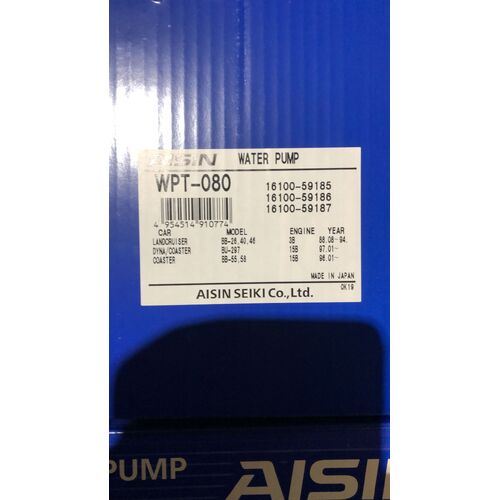 AISIN WATER PUMP
WPT-080
16100-59185
16100-59186
16100-59187
4 954514 910774
CAR MODEL ENGINE YEAR
LANDCRUISER BB-26,40,46 3B 88.08-94.
DYNA/COASTER BU-297 15B 97.01-
COASTER BB-55,58 15B 96.01-
MADE IN JAPAN
0K19
AISIN SEIKI Co.,Ltd.
PUMP
AISIN